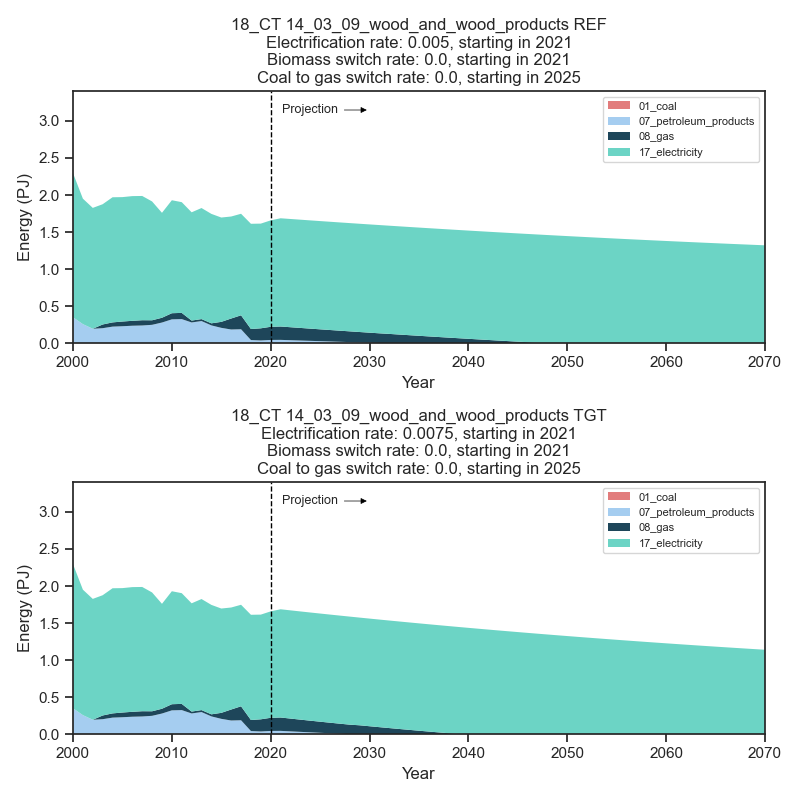 18_CT 14_03_09_wood_and_wood_products REF
Electrification rate: 0.005, starting in 2021
Biomass switch rate: 0.0, starting in 2021
Coal to gas switch rate: 0.0, starting in 2025
Projection
01_coal
07_petroleum_products
08_gas
17_electricity
Energy (PJ)
3.0
2.5
2.0
1.5
1.0
0.5
0.0
2000 2010 2020 2030 2040 2050 2060 2070
Year
18_CT 14_03_09_wood_and_wood_products TGT
Electrification rate: 0.0075, starting in 2021
Biomass switch rate: 0.0, starting in 2021
Coal to gas switch rate: 0.0, starting in 2025
Projection
01_coal
07_petroleum_products
08_gas
17_electricity
Energy (PJ)
3.0
2.5
2.0
1.5
1.0
0.5
0.0
2000 2010 2020 2030 2040 2050 2060 2070
Year